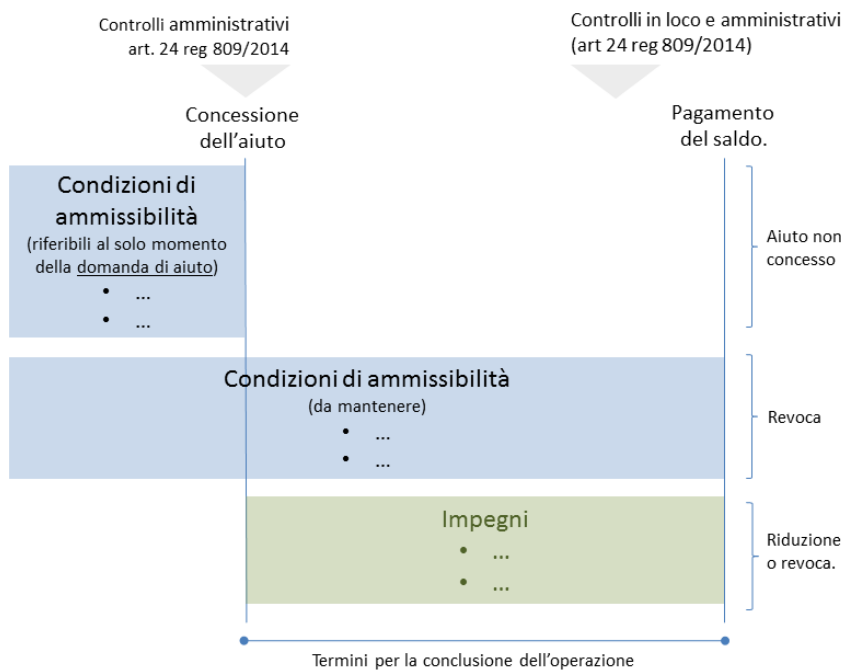 Controlli amministrativi
art. 24 reg 809/2014
Controlli in loco e amministrativi
(art 24 reg 809/2014)
Concessione
dell'aiuto
Pagamento
del saldo.
Condizioni di
ammissibilità
(riferibili al solo momento
della domanda di aiuto)
• ...
• ...
Aiuto non
concesso
Condizioni di ammissibilità
(da mantenere)
• ...
• ...
Revoca
Impegni
• ...
• ...
Riduzione
o revoca.
Termini per la conclusione dell'operazione